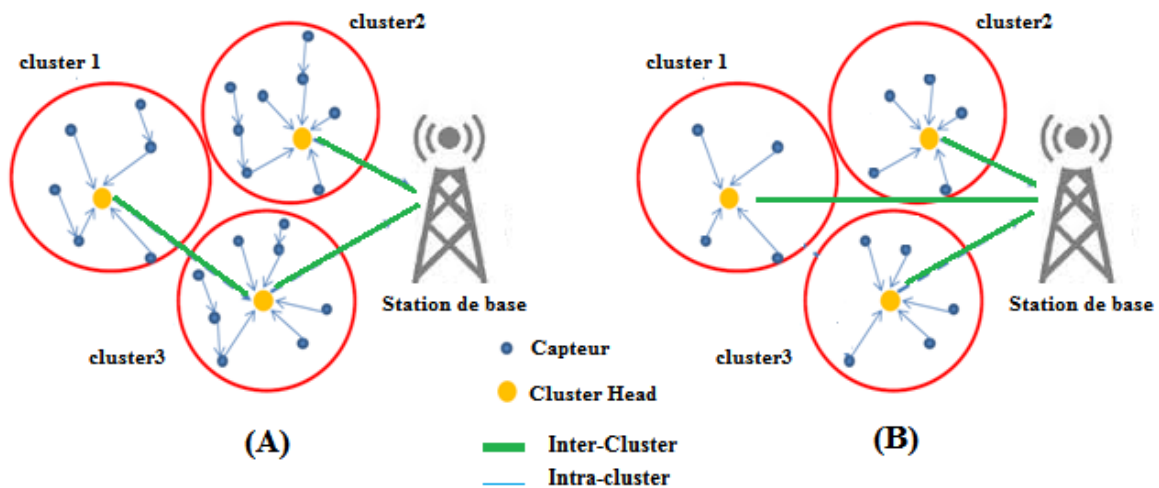 cluster2
cluster 1
Station de base
cluster3
Capteur
Cluster Head
Inter-Cluster
Intra-cluster
(A)
cluster2
cluster 1
Station de base
cluster3
(B)